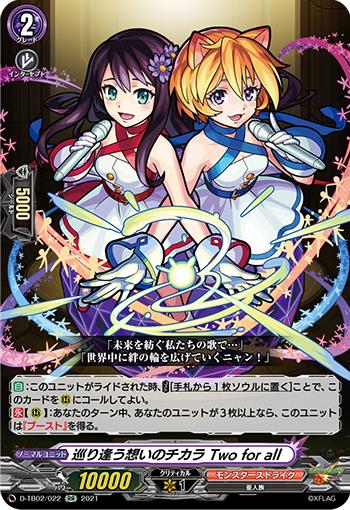 2
グレード
インターセプト
5000
シールド
「未来を紡ぐ私たちの歌で…」
「世界中に絆の輪を広げていくニャン！」
自:このユニットがライドされた時、[手札から1枚ソウルに置く]ことで、こ
のカードを Ⓡ にコールしてよい。
永 Ⓡ:あなたのターン中、あなたのユニットが3枚以上なら、このユニット
は『ブースト』を得る。
ノーマルユニット
巡り逢う想いのチカラ Two for all
パワー 10000
クリティカル
1
モンスターストライク
亜人族
D-TB02/022 RR 2021
©XFLAG